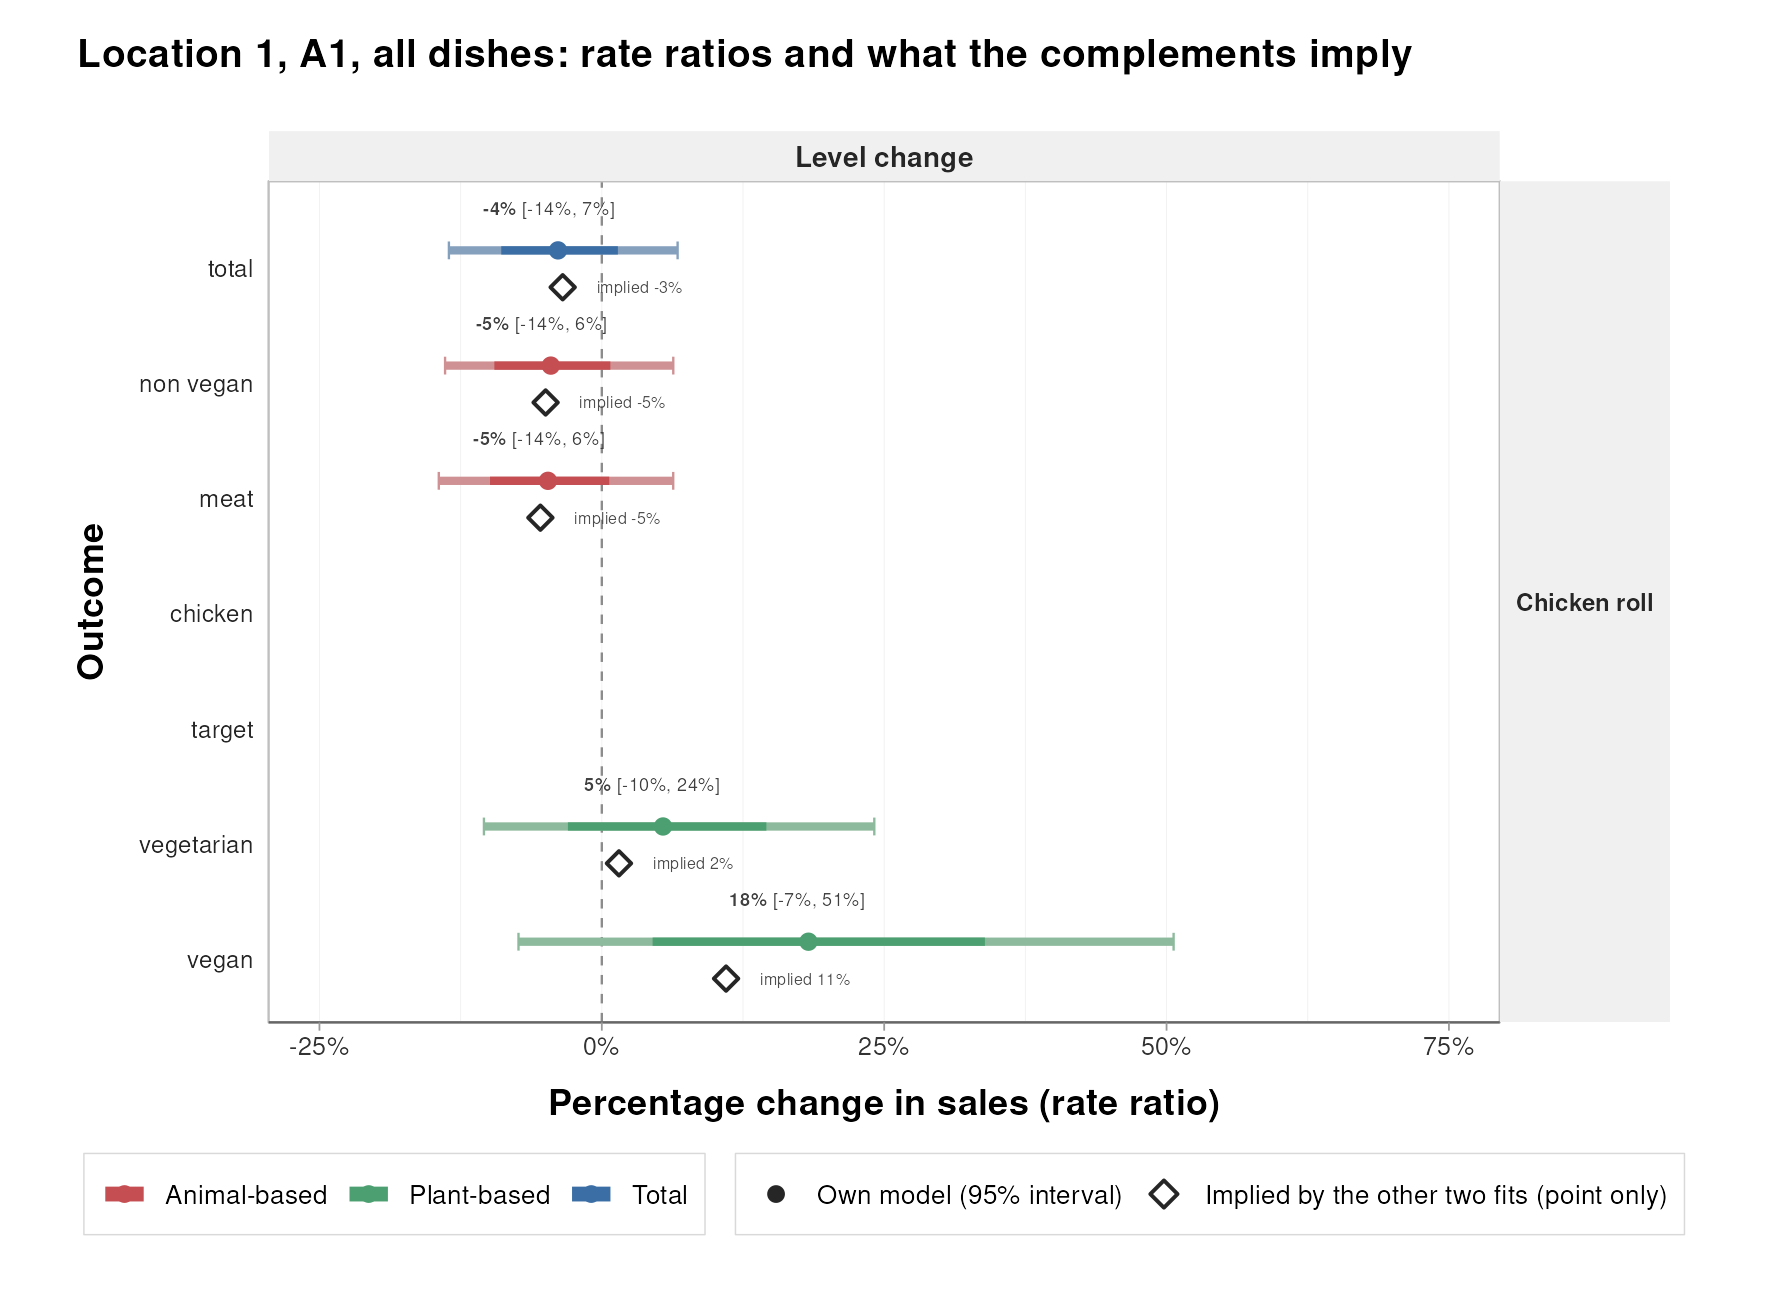 Location 1, A1, all dishes: rate ratios and what the complements imply
Level change
Chicken roll
Outcome
total
-4% [-14%, 7%]
implied -3%
non vegan
-5% [-14%, 6%]
implied -5%
meat
-5% [-14%, 6%]
implied -5%
chicken
target
vegetarian
5% [-10%, 24%]
implied 2%
vegan
18% [-7%, 51%]
implied 11%
-25% 0% 25% 50% 75%
Percentage change in sales (rate ratio)
Animal-based Plant-based Total
Own model (95% interval) Implied by the other two fits (point only)